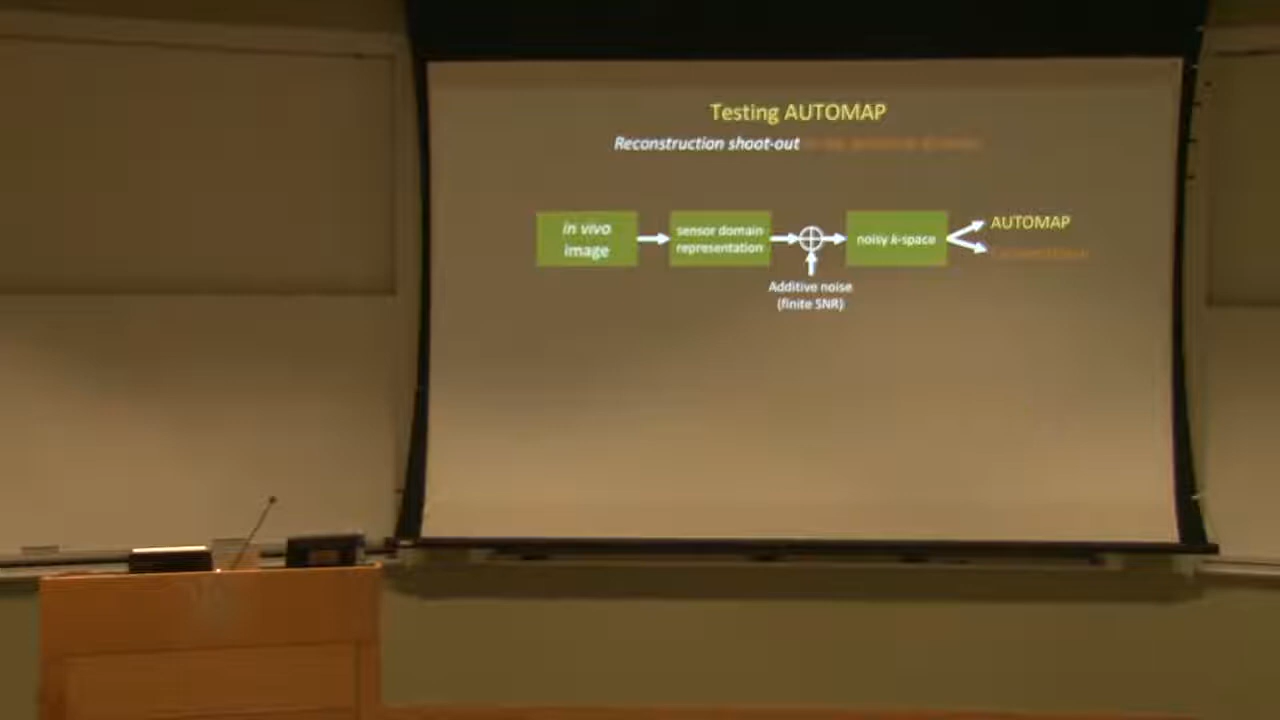 Testing AUTOMAP
Reconstruction shoot-out
in vivo
image
sensor domain
representation
noisy k-space
AUTOMAP
Additive noise
(finite SNR)